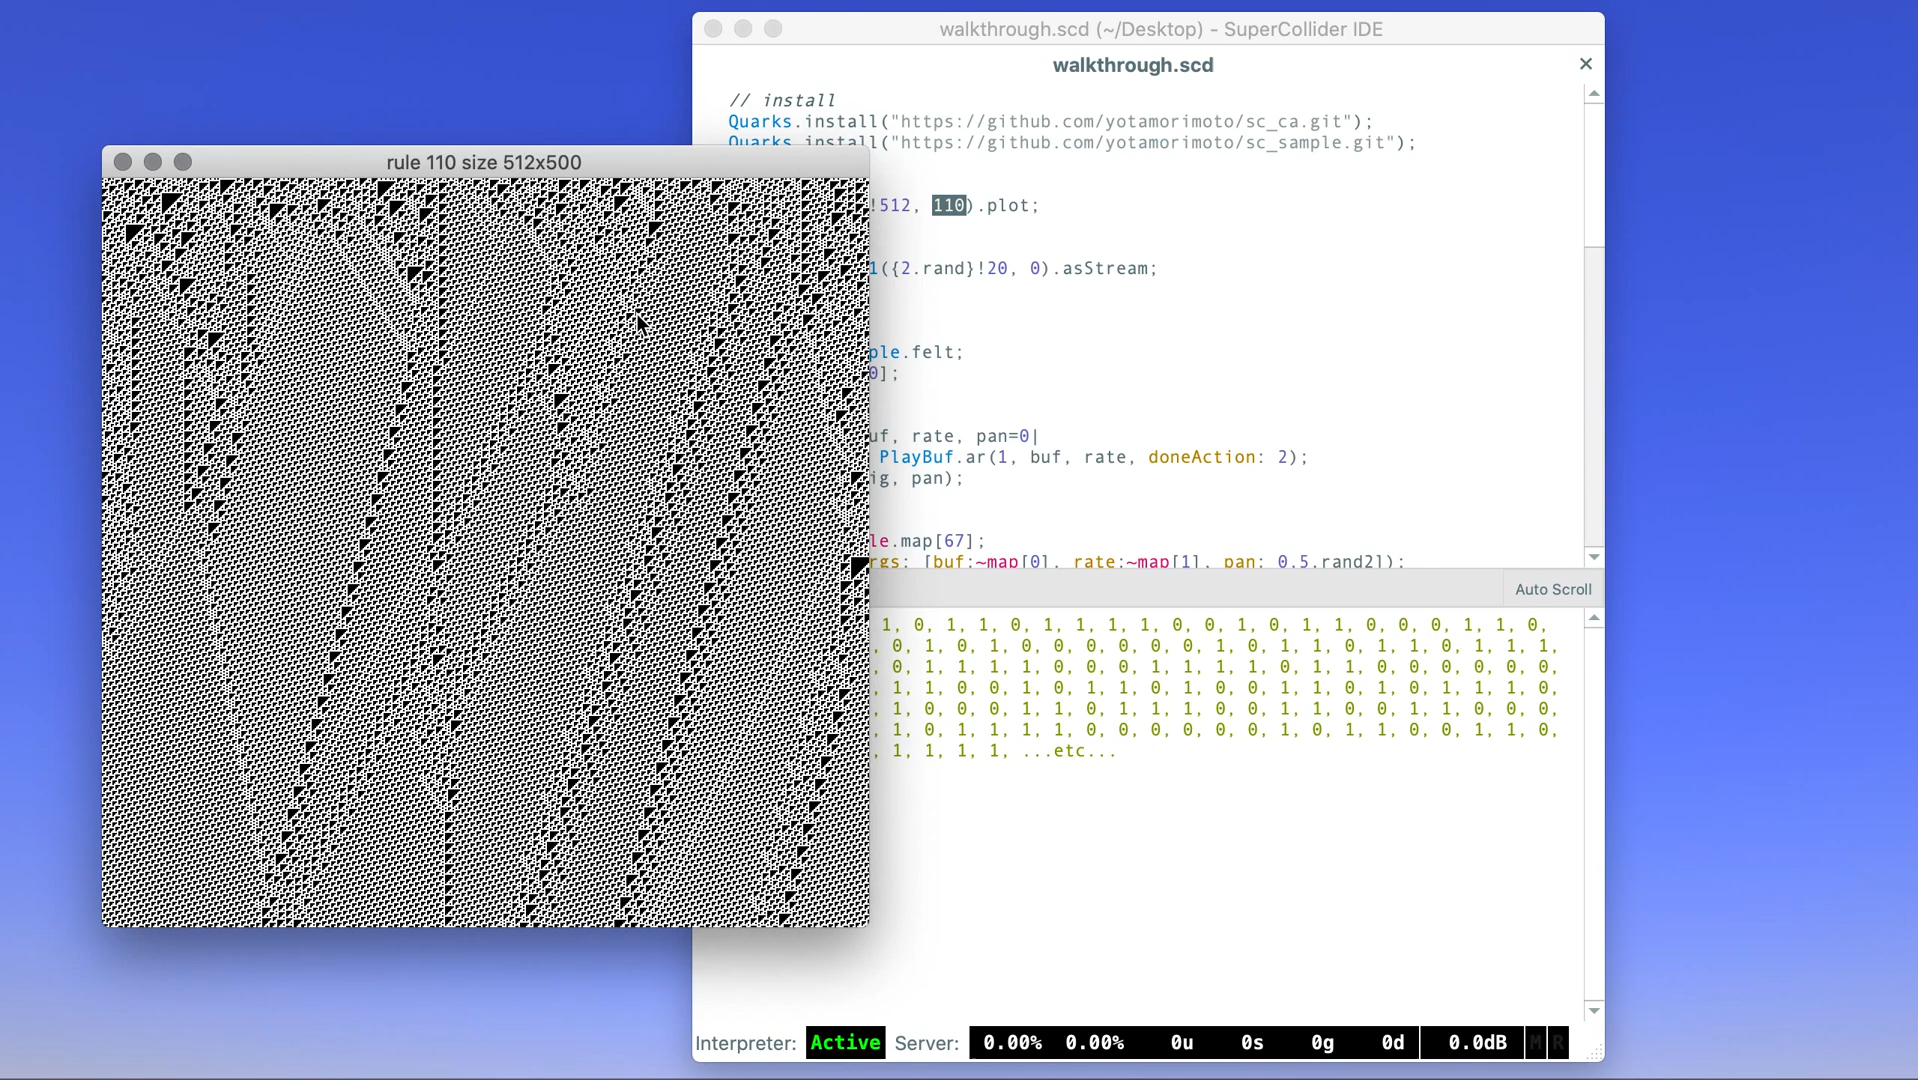 walkthrough.scd (~/Desktop) - SuperCollider IDE
walkthrough.scd
// install
Quarks.install("https://github.com/yotamorimoto/sc_ca.git");
Quarks.install("https://github.com/yotamorimoto/sc_sample.git");
rule 110 size 512x500
!512, 110).plot;
1({2.rand}!20, 0).asStream;
ple.felt;
0];
uf, rate, pan=0|
PlayBuf.ar(1, buf, rate, doneAction: 2);
ig, pan);
le.map[67];
rgs: [buf:~map[0], rate:~map[1], pan: 0.5.rand2]);
Auto Scroll
1, 0, 1, 1, 0, 1, 1, 1, 1, 0, 0, 1, 0, 1, 1, 0, 0, 0, 1, 1, 0,
, 0, 1, 0, 1, 0, 0, 0, 0, 0, 0, 1, 0, 1, 1, 0, 1, 1, 0, 1, 1, 1,
, 0, 1, 1, 1, 1, 0, 0, 0, 1, 1, 1, 1, 0, 1, 1, 0, 0, 0, 0, 0, 0,
, 1, 1, 0, 0, 1, 0, 1, 1, 0, 1, 0, 0, 1, 1, 0, 1, 0, 1, 1, 1, 0,
, 1, 0, 0, 0, 1, 1, 0, 1, 1, 1, 0, 0, 1, 1, 0, 0, 1, 1, 0, 0, 0,
, 1, 0, 1, 1, 1, 1, 0, 0, 0, 0, 0, 0, 1, 0, 1, 1, 0, 0, 1, 1, 0,
, 1, 1, 1, 1, ...etc...
Interpreter: Active Server: 0.00% 0.00% 0u 0s 0g 0d 0.0dB M R